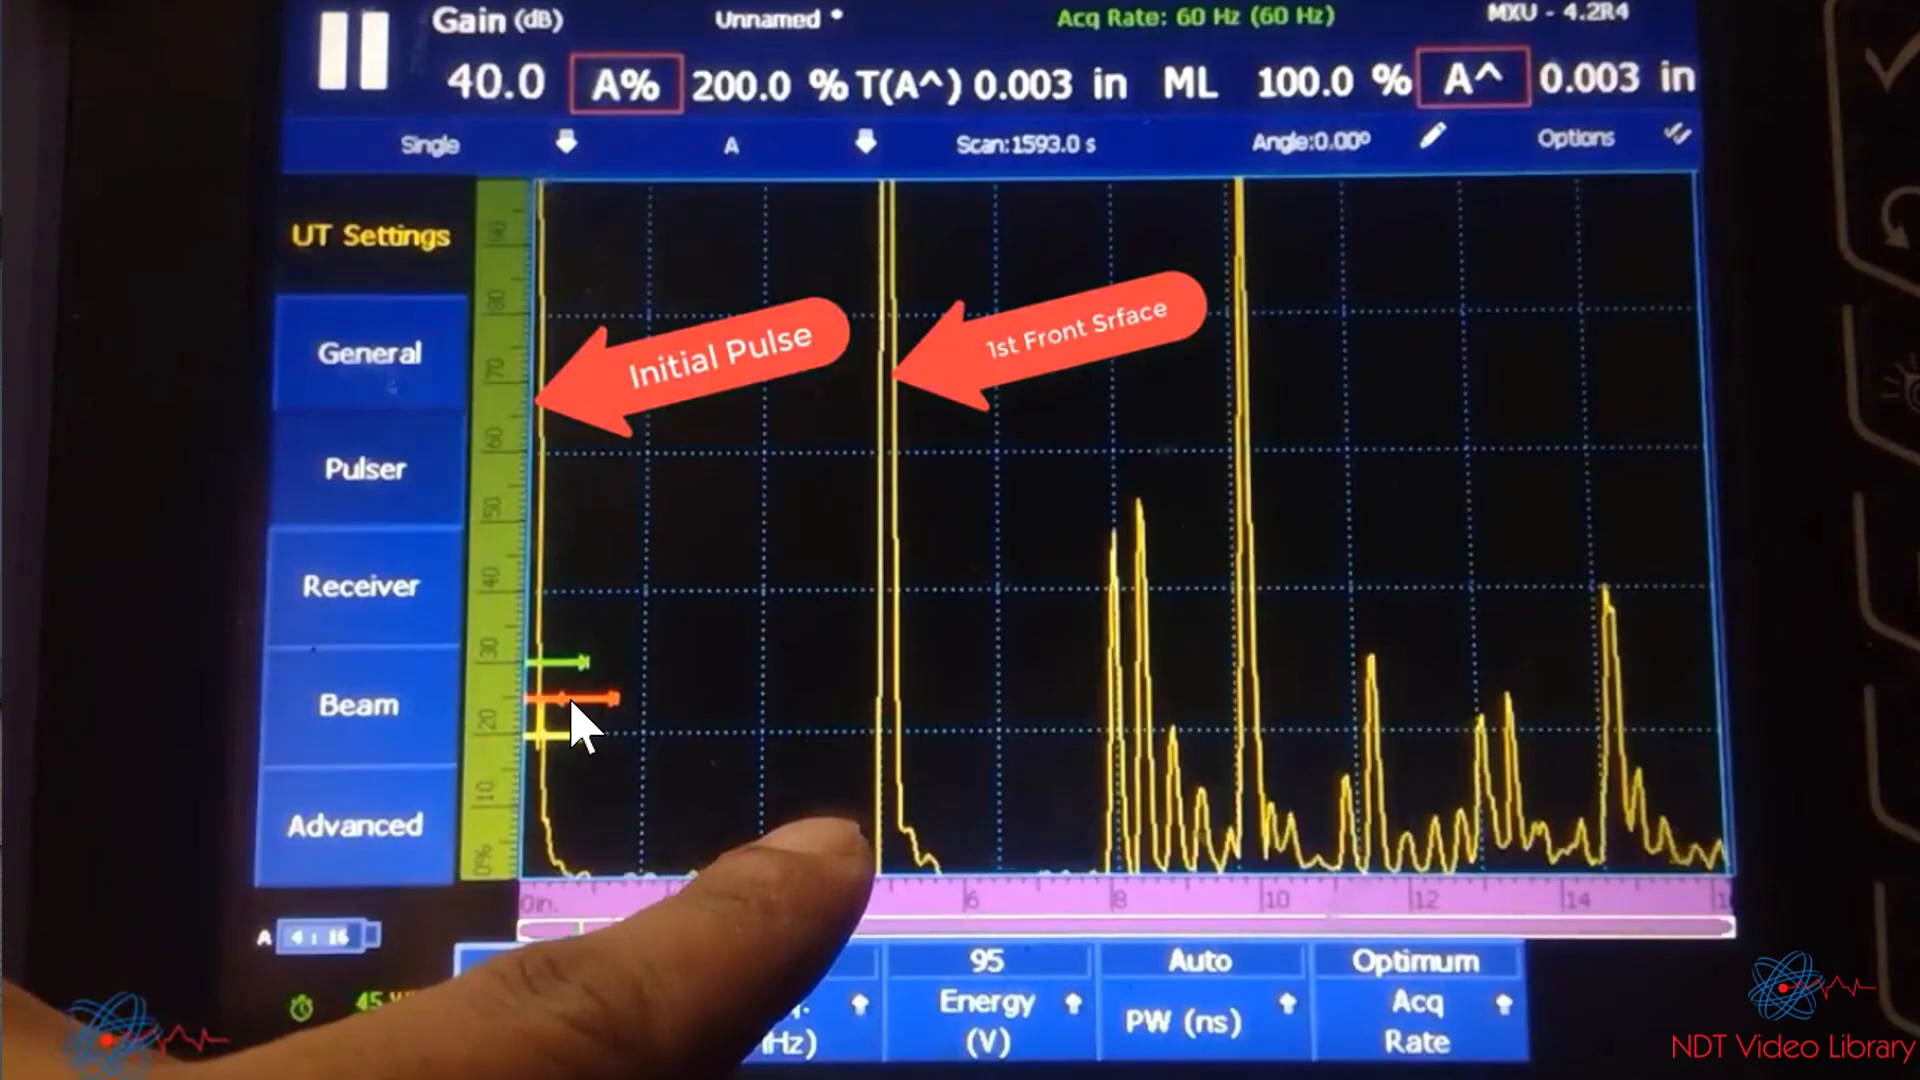 Gain (dB)
Unnamed *
Acq Rate: 60 Hz (60 Hz)
MXU - 4.2R4
40.0 A% 200.0 % T(A^) 0.003 in ML 100.0 % A^ 0.003 in
Single
A
Scan:1593.0 s
Angle:0.00º
Options
UT Settings
General
Pulser
Receiver
Beam
Advanced
90
80
70
60
50
40
30
20
10
0%
Initial Pulse
1st Front Srface
0in. 6 8 10 12 14
A 4 : 16
95
Energy
(V)
Auto
PW (ns)
Optimum
Acq
Rate
NDT Video Library